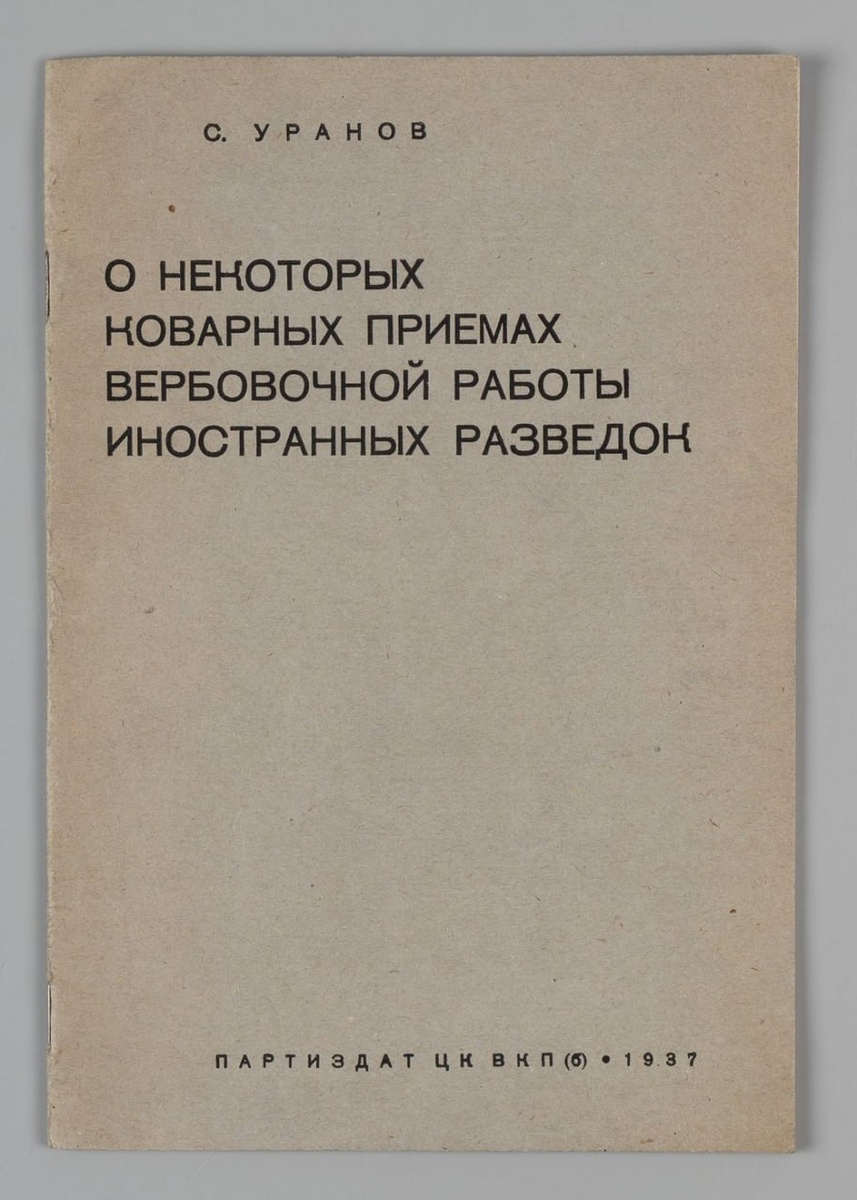 С. УРАНОВ
О НЕКОТОРЫХ
КОВАРНЫХ ПРИЕМАХ
ВЕРБОВОЧНОЙ РАБОТЫ
ИНОСТРАННЫХ РАЗВЕДОК
ПАРТИЗДАТ ЦК ВКП(б) • 1937